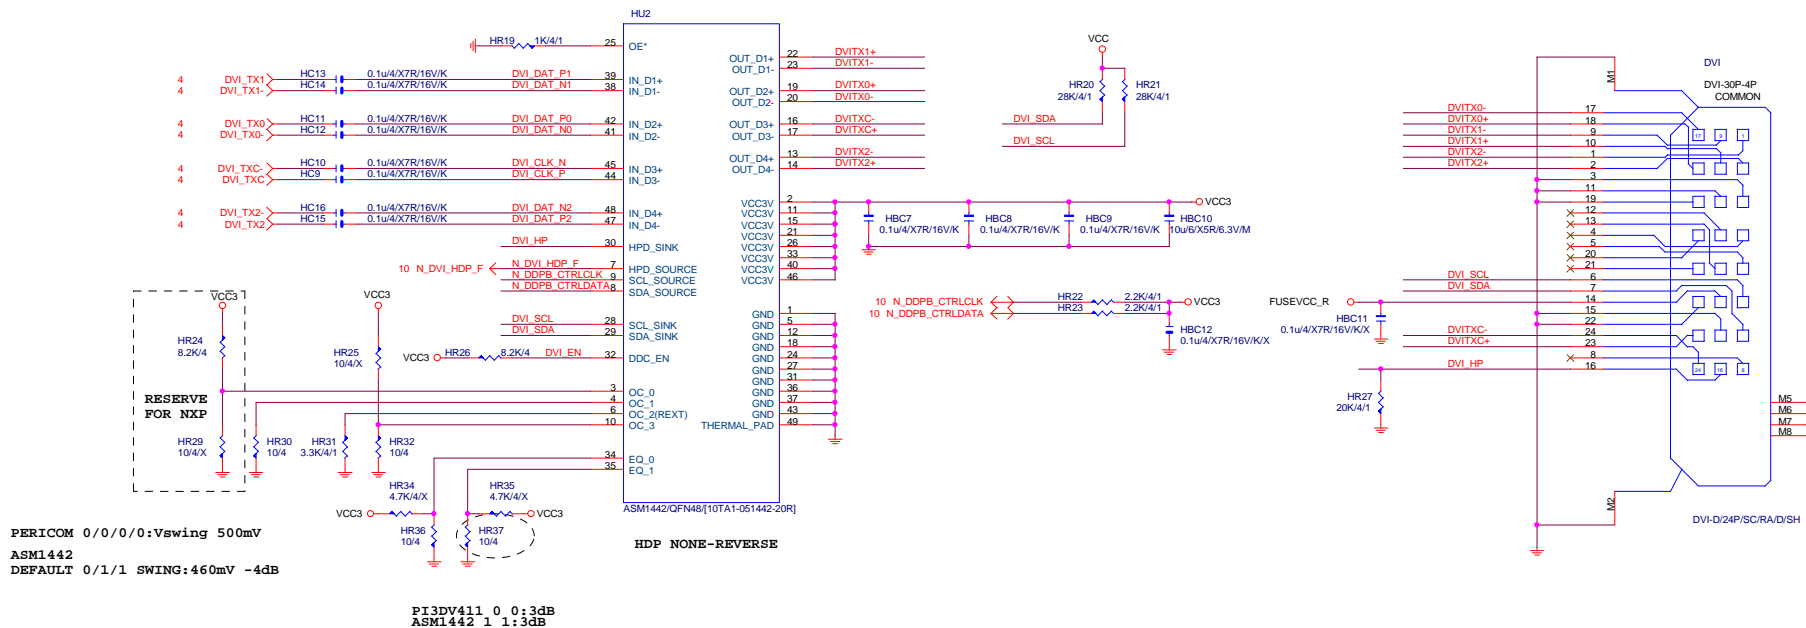 HU2
HR19 1K/4/1 25 OE*
4 DVI_TX1 HC13 0.1u/4/X7R/16V/K DVI_DAT_P1 39 IN_D1+
4 DVI_TX1- HC14 0.1u/4/X7R/16V/K DVI_DAT_N1 38 IN_D1-
4 DVI_TX0 HC11 0.1u/4/X7R/16V/K DVI_DAT_P0 42 IN_D2+
4 DVI_TX0- HC12 0.1u/4/X7R/16V/K DVI_DAT_N0 41 IN_D2-
4 DVI_TXC- HC10 0.1u/4/X7R/16V/K DVI_CLK_N 45 IN_D3+
4 DVI_TXC HC9 0.1u/4/X7R/16V/K DVI_CLK_P 44 IN_D3-
4 DVI_TX2- HC16 0.1u/4/X7R/16V/K DVI_DAT_N2 48 IN_D4+
4 DVI_TX2 HC15 0.1u/4/X7R/16V/K DVI_DAT_P2 47 IN_D4-
DVI_HP 30 HPD_SINK
10 N_DVI_HDP_F N_DVI_HDP_F 7 HPD_SOURCE
N_DDPB_CTRLCLK 9 SCL_SOURCE
N_DDPB_CTRLDATA 8 SDA_SOURCE
DVI_SCL 28 SCL_SINK
DVI_SDA 29 SDA_SINK
VCC3 HR26 8.2K/4 DVI_EN 32 DDC_EN
3 OC_0
4 OC_1
6 OC_2(REXT)
10 OC_3
34 EQ_0
35 EQ_1
VCC3
HR24
8.2K/4
RESERVE
FOR NXP
HR29
10/4/X
HR30
10/4
HR31
3.3K/4/1
VCC3
HR25
10/4/X
HR32
10/4
HR34
4.7K/4/X
VCC3
HR36
10/4
HR35
4.7K/4/X
VCC3
HR37
10/4
OUT_D1+ 22 DVITX1+
OUT_D1- 23 DVITX1-
OUT_D2+ 19 DVITX0+
OUT_D2- 20 DVITX0-
OUT_D3+ 16 DVITXC-
OUT_D3- 17 DVITXC+
OUT_D4+ 13 DVITX2-
OUT_D4- 14 DVITX2+
VCC3V 2
VCC3V 11
VCC3V 15
VCC3V 21
VCC3V 26
VCC3V 33
VCC3V 40
VCC3V 46
GND 1
GND 5
GND 12
GND 18
GND 24
GND 27
GND 31
GND 36
GND 37
GND 43
THERMAL_PAD 49
ASM1442/QFN48/[10TA1-051442-20R]
HDP NONE-REVERSE
VCC
HR20
28K/4/1
HR21
28K/4/1
DVI_SDA
DVI_SCL
VCC3
HBC7
0.1u/4/X7R/16V/K
HBC8
0.1u/4/X7R/16V/K
HBC9
0.1u/4/X7R/16V/K
HBC10
10u/6/X5R/6.3V/M
10 N_DDPB_CTRLCLK HR22 2.2K/4/1 VCC3
10 N_DDPB_CTRLDATA HR23 2.2K/4/1
HBC12
0.1u/4/X7R/16V/K/X
DVI
DVI-30P-4P
COMMON
M1
DVITX0- 17
DVITX0+ 18
DVITX1- 9
DVITX1+ 10
DVITX2- 1
DVITX2+ 2
3
11
19
12
13
4
5
20
21
DVI_SCL 6
DVI_SDA 7
FUSEVCC_R 14
15
22
DVITXC- 24
DVITXC+ 23
8
DVI_HP 16
HBC11
0.1u/4/X7R/16V/K/X
HR27
20K/4/1
17 9 1
24 16 8
M5
M6
M7
M8
M2
DVI-D/24P/SC/RA/D/SH
PERICOM 0/0/0/0:Vswing 500mV
ASM1442
DEFAULT 0/1/1 SWING:460mV -4dB
PI3DV411 0 0:3dB
ASM1442 1 1:3dB